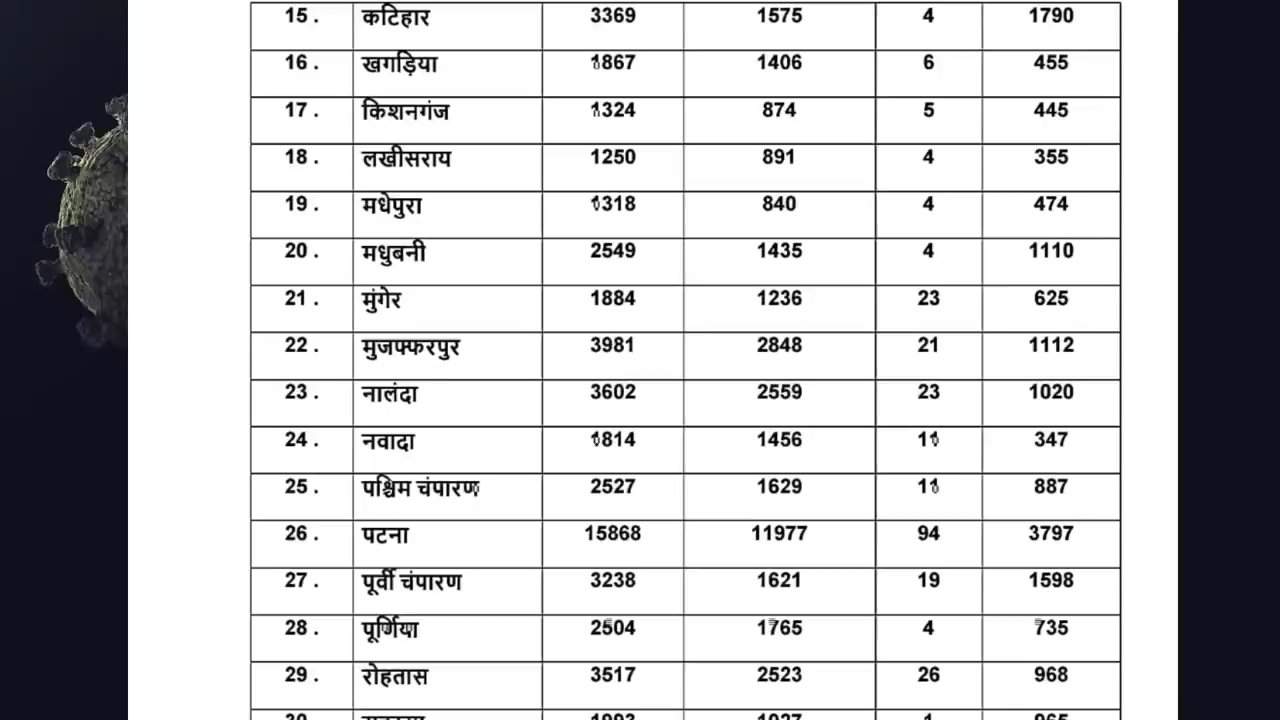 15 . कटिहार 3369 1575 4 1790
16 . खगड़िया 1867 1406 6 455
17 . किशनगंज 1324 874 5 445
18 . लखीसराय 1250 891 4 355
19 . मधेपुरा 1318 840 4 474
20 . मधुबनी 2549 1435 4 1110
21 . मुंगेर 1884 1236 23 625
22 . मुजफ्फरपुर 3981 2848 21 1112
23 . नालंदा 3602 2559 23 1020
24 . नवादा 1814 1456 11 347
25 . पश्चिम चंपारण 2527 1629 11 887
26 . पटना 15868 11977 94 3797
27 . पूर्वी चंपारण 3238 1621 19 1598
28 . पूर्णिया 2504 1765 4 735
29 . रोहतास 3517 2523 26 968